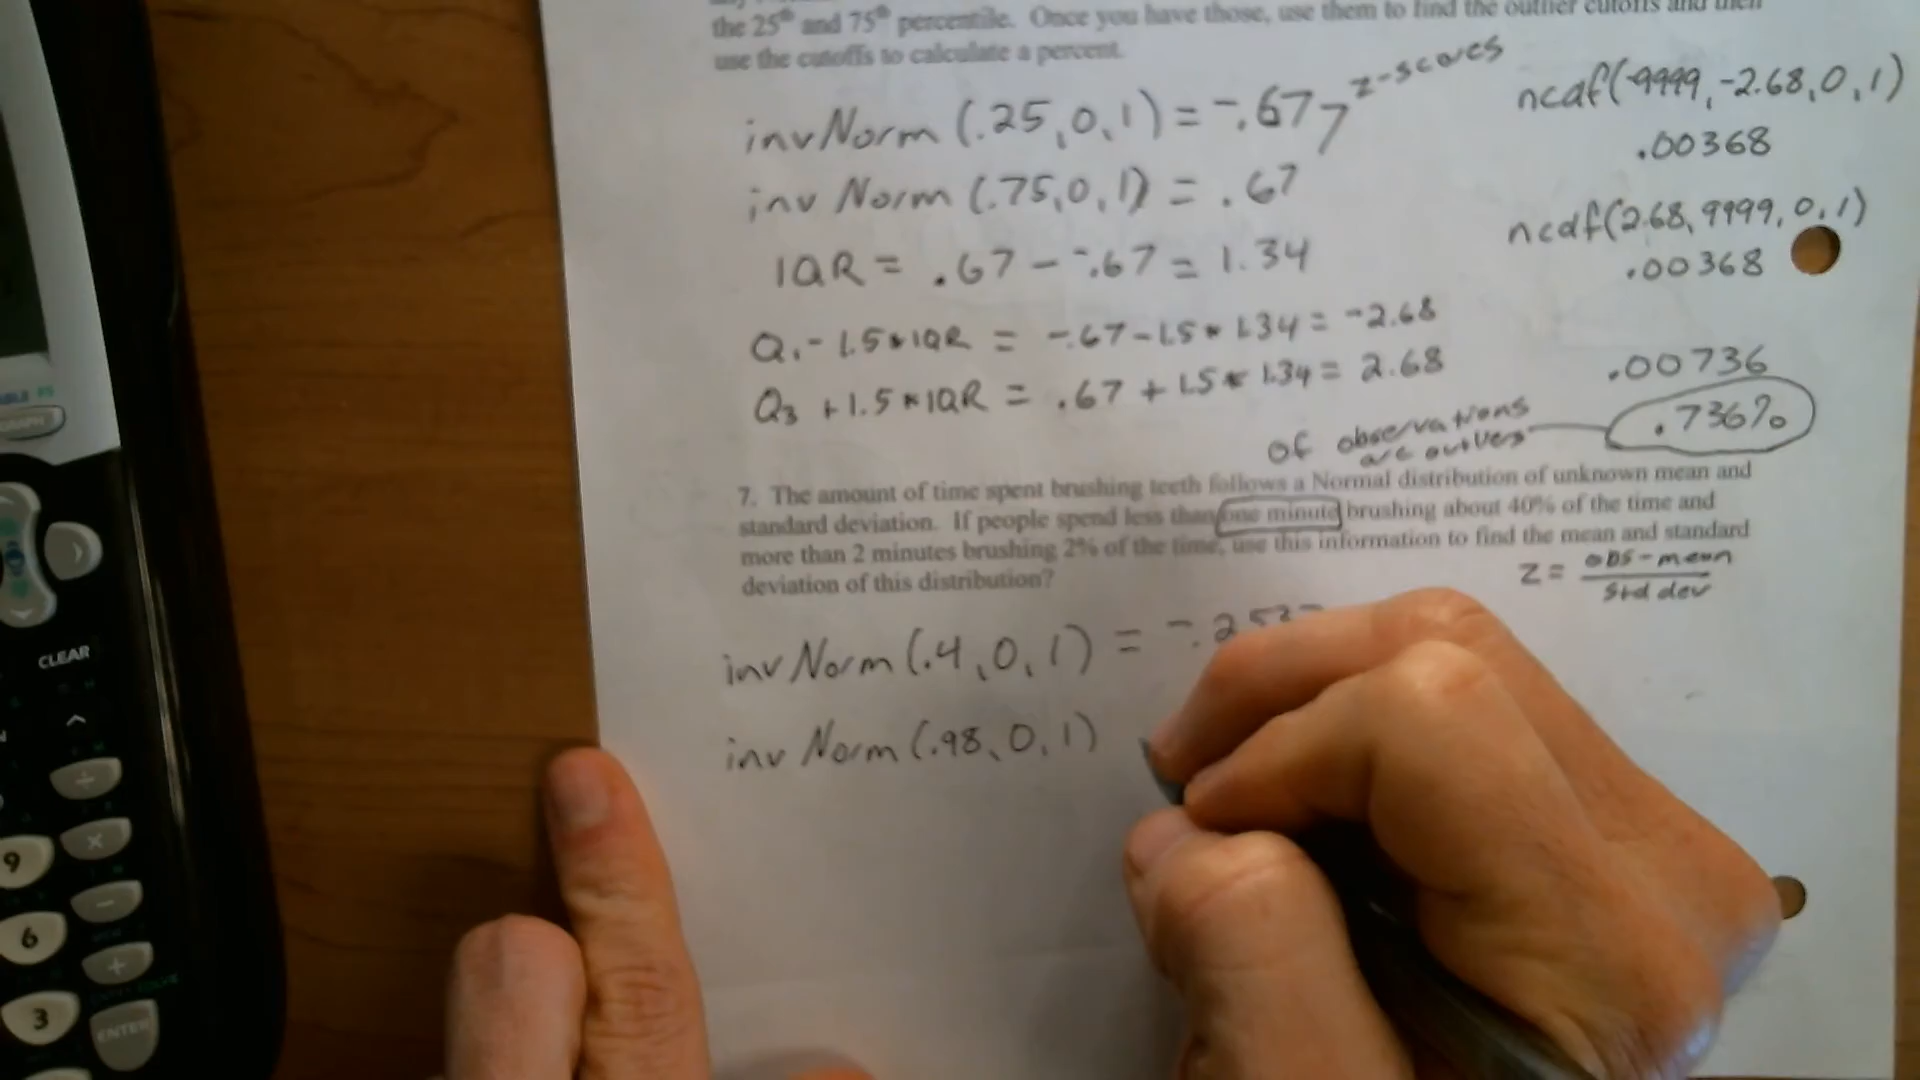 the 25th and 75th percentile. Once you have those, use them to find the outlier cutoffs and then
use the cutoffs to calculate a percent.
invNorm (.25,0,1) = -.67 z-scores
inv Norm (.75,0,1) = .67
IQR = .67 - -.67 = 1.34
Q1 - 1.5*IQR = -.67-1.5*1.34 = -2.68
Q3 +1.5*IQR = .67 +1.5* 1.34 = 2.68
ncdf(-9999,-2.68,0,1)
.00368
ncdf(2.68,9999,0,1)
.00368
.00736
.736%
of observations
are outliers
7. The amount of time spent brushing teeth follows a Normal distribution of unknown mean and
standard deviation. If people spend less than one minute brushing about 40% of the time and
more than 2 minutes brushing 2% of the time, use this information to find the mean and standard
deviation of this distribution?
z = obs - mean
std dev
inv Norm (.4,0,1) = -.253
inv Norm (.98,0,1)
CLEAR
9
6
3
÷
×
−
+
ENTER